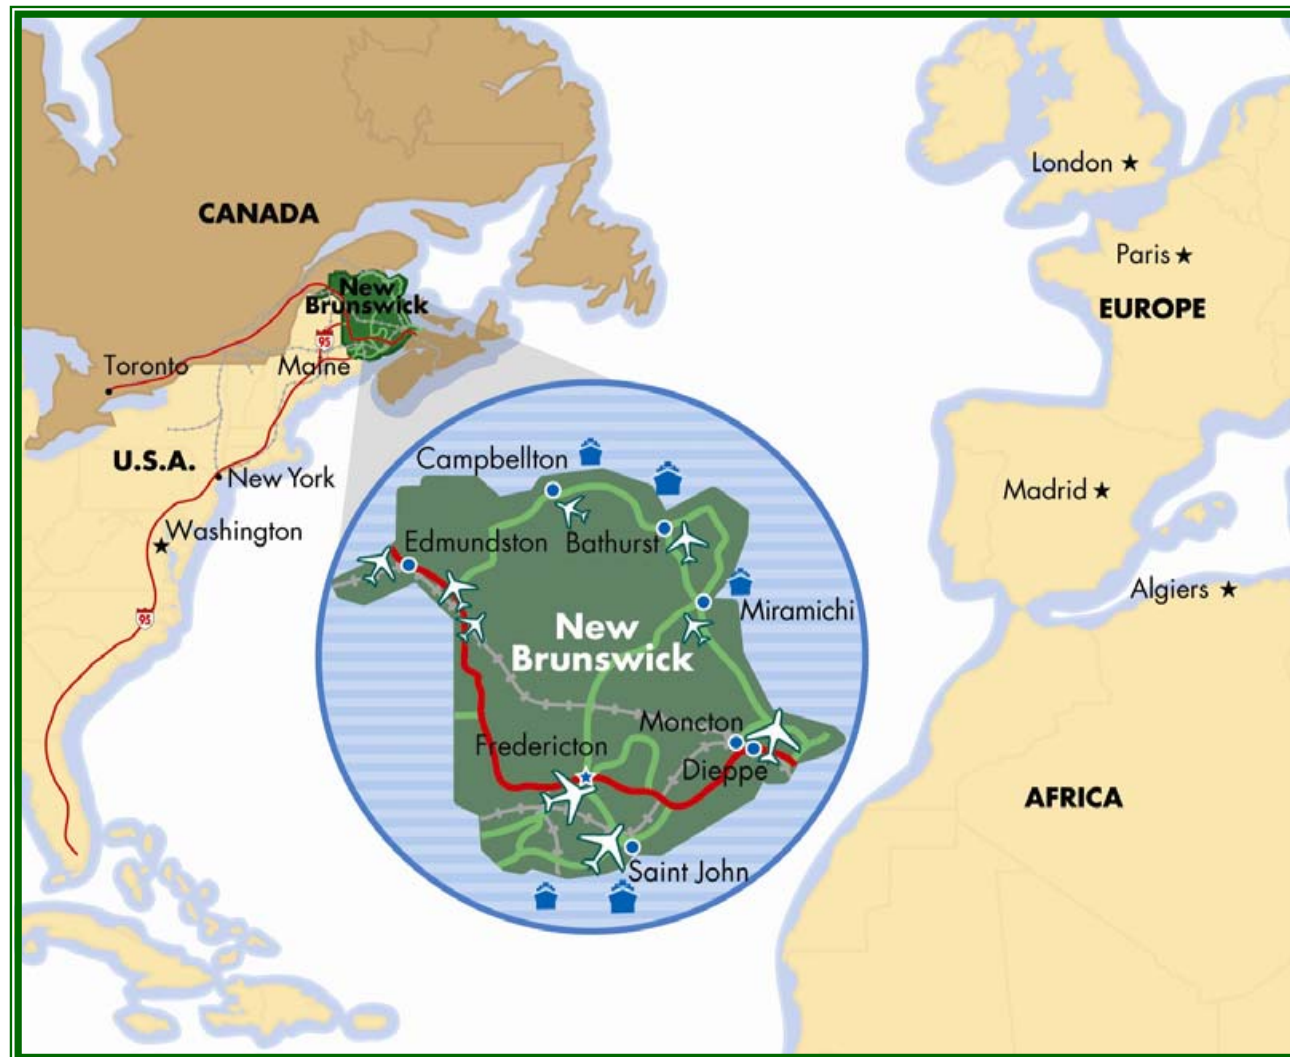 London
CANADA
Paris
New
Brunswick
EUROPE
95
Toronto
Maine
U.S.A.
New York
Campbellton
Madrid
Washington
Edmundston
Bathurst
Algiers
Miramichi
95
New
Brunswick
Moncton
Fredericton
Dieppe
AFRICA
Saint John